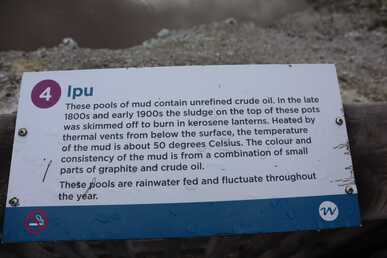 4 Ipu
These pools of mud contain unrefined crude oil. In the late
1800s and early 1900s the sludge on the top of these pots
was skimmed off to burn in kerosene lanterns. Heated by
thermal vents from below the surface, the temperature
of the mud is about 50 degrees Celsius. The colour and
consistency of the mud is from a combination of small
parts of graphite and crude oil.
These pools are rainwater fed and fluctuate throughout
the year.